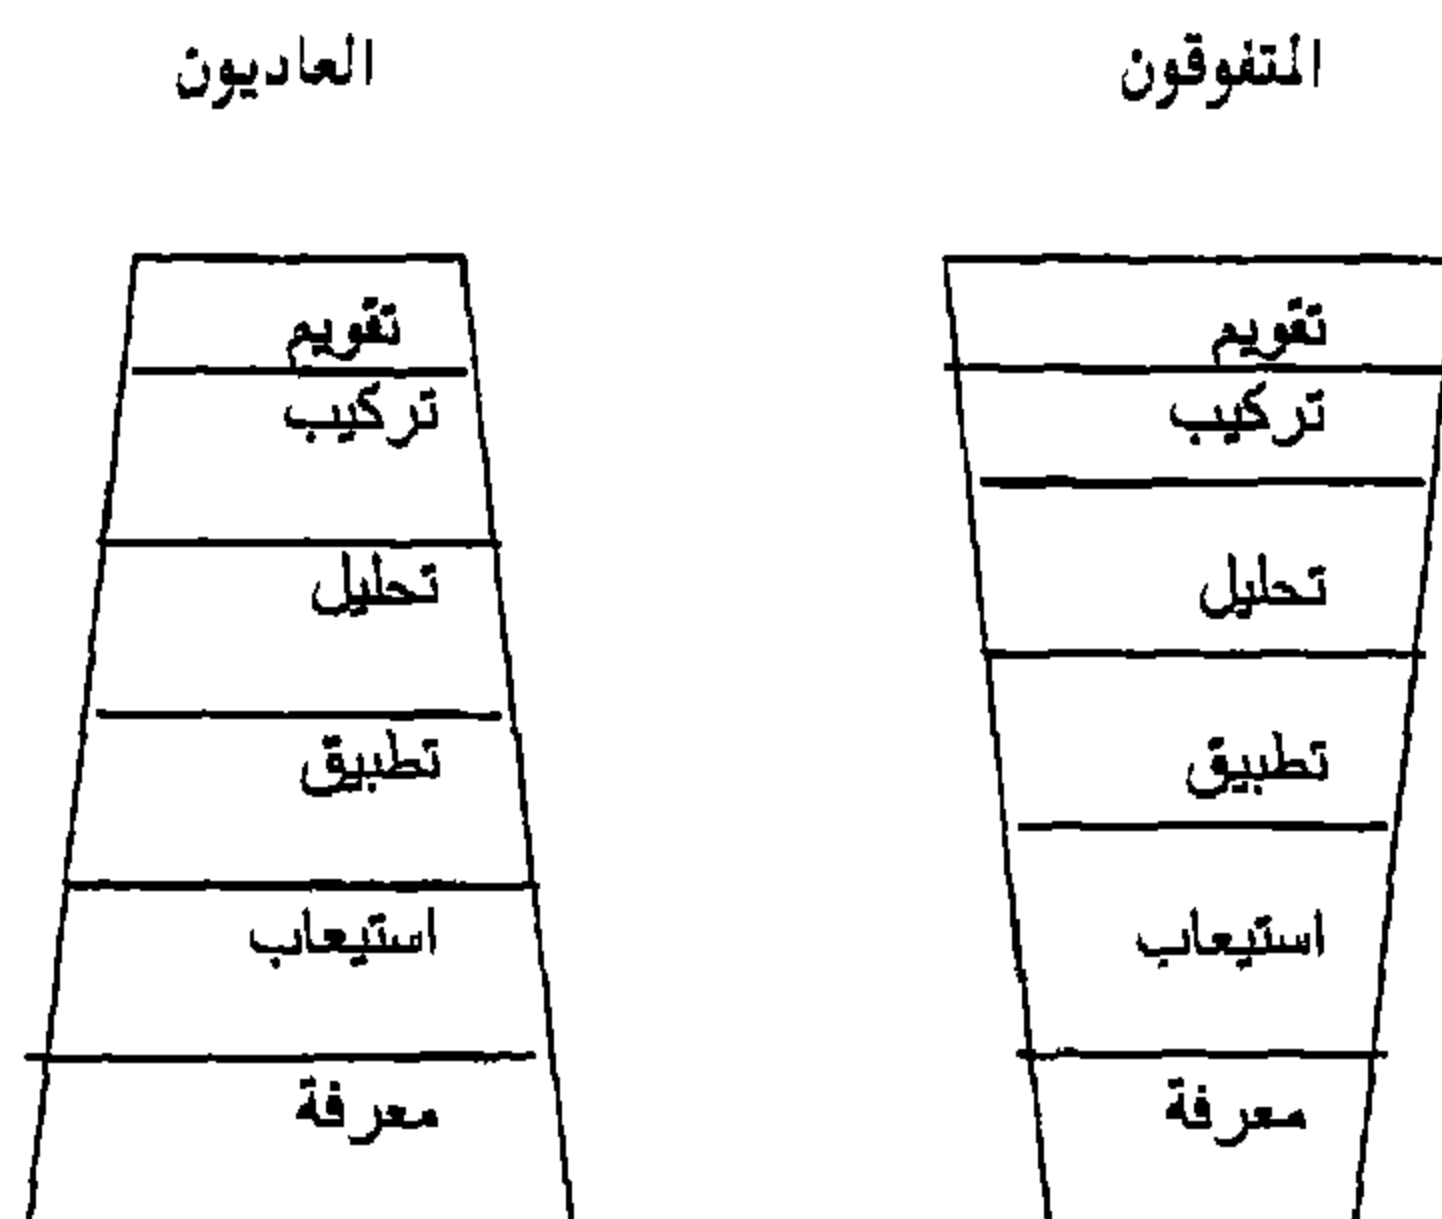 المتفوقون
تقويم
تركيب
تحليل
تطبيق
استيعاب
معرفة
العاديون
تقويم
تركيب
تحليل
تطبيق
استيعاب
معرفة